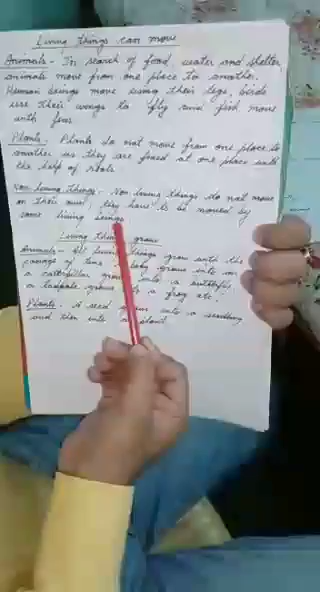 Living things can move
Animals - In search of food, water and shelter,
animals move from one place to another.
Human beings move using their legs, birds
use their wings to fly and fish move
with fins.
Plants - Plants do not move from one place to
another as they are fixed at one place with
the help of roots.
Non living things - Non living things do not move
on their own, they have to be moved by
some living beings
Living things grow
Animals - All living things grow with the
passage of time. A baby grows into
a caterpillar grows into a butterfly,
a tadpole grows a frog etc.
Plants - A seed grows into a seedling
and then into a plant